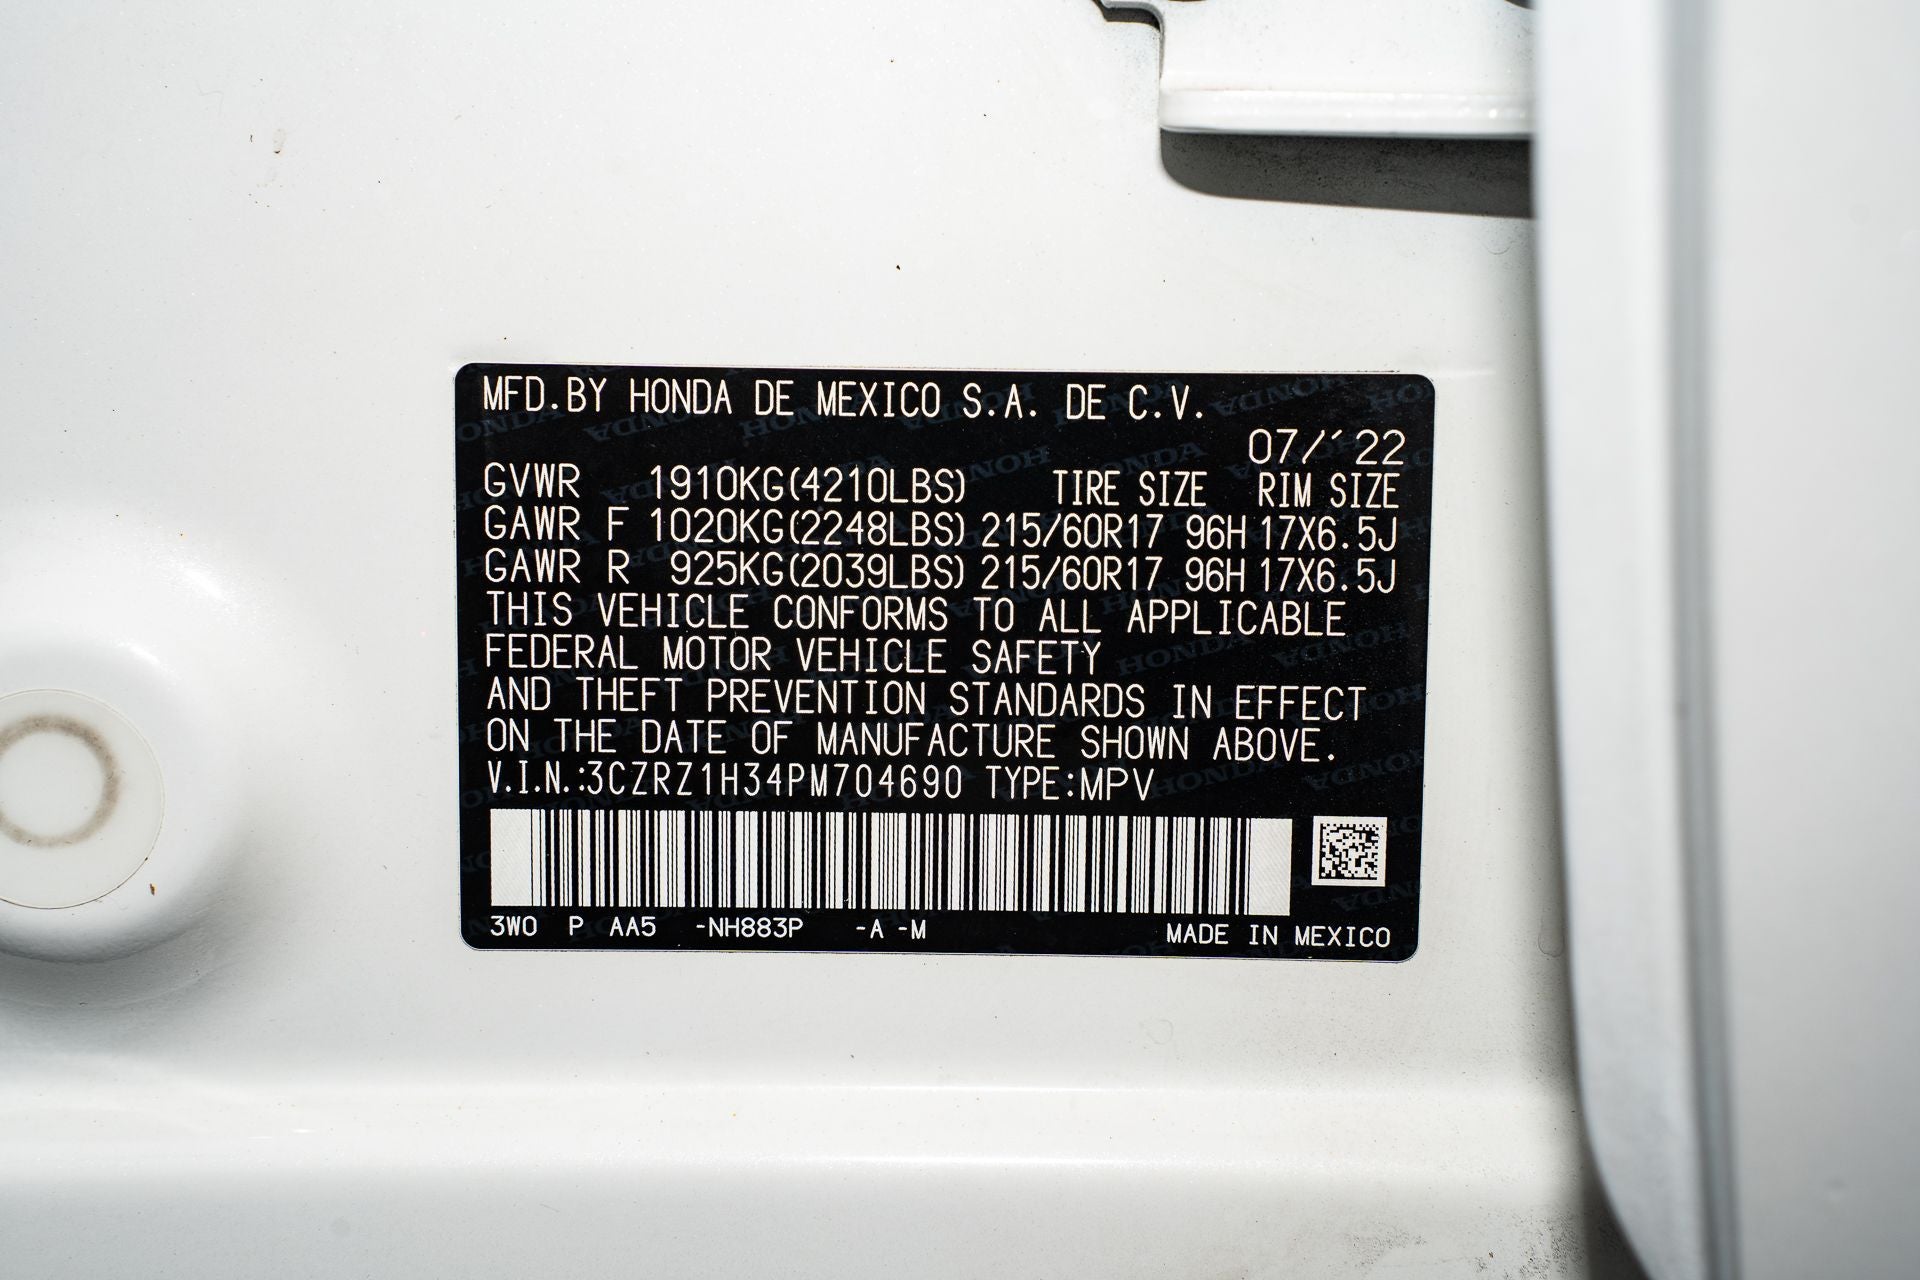 MFD.BY HONDA DE MEXICO S.A. DE C.V.
07/´22
GVWR 1910KG(4210LBS) TIRE SIZE RIM SIZE
GAWR F 1020KG(2248LBS) 215/60R17 96H 17X6.5J
GAWR R 925KG(2039LBS) 215/60R17 96H 17X6.5J
THIS VEHICLE CONFORMS TO ALL APPLICABLE
FEDERAL MOTOR VEHICLE SAFETY
AND THEFT PREVENTION STANDARDS IN EFFECT
ON THE DATE OF MANUFACTURE SHOWN ABOVE.
V.I.N.:3CZRZ1H34PM704690 TYPE:MPV
3W0 P AA5 -NH883P -A -M MADE IN MEXICO